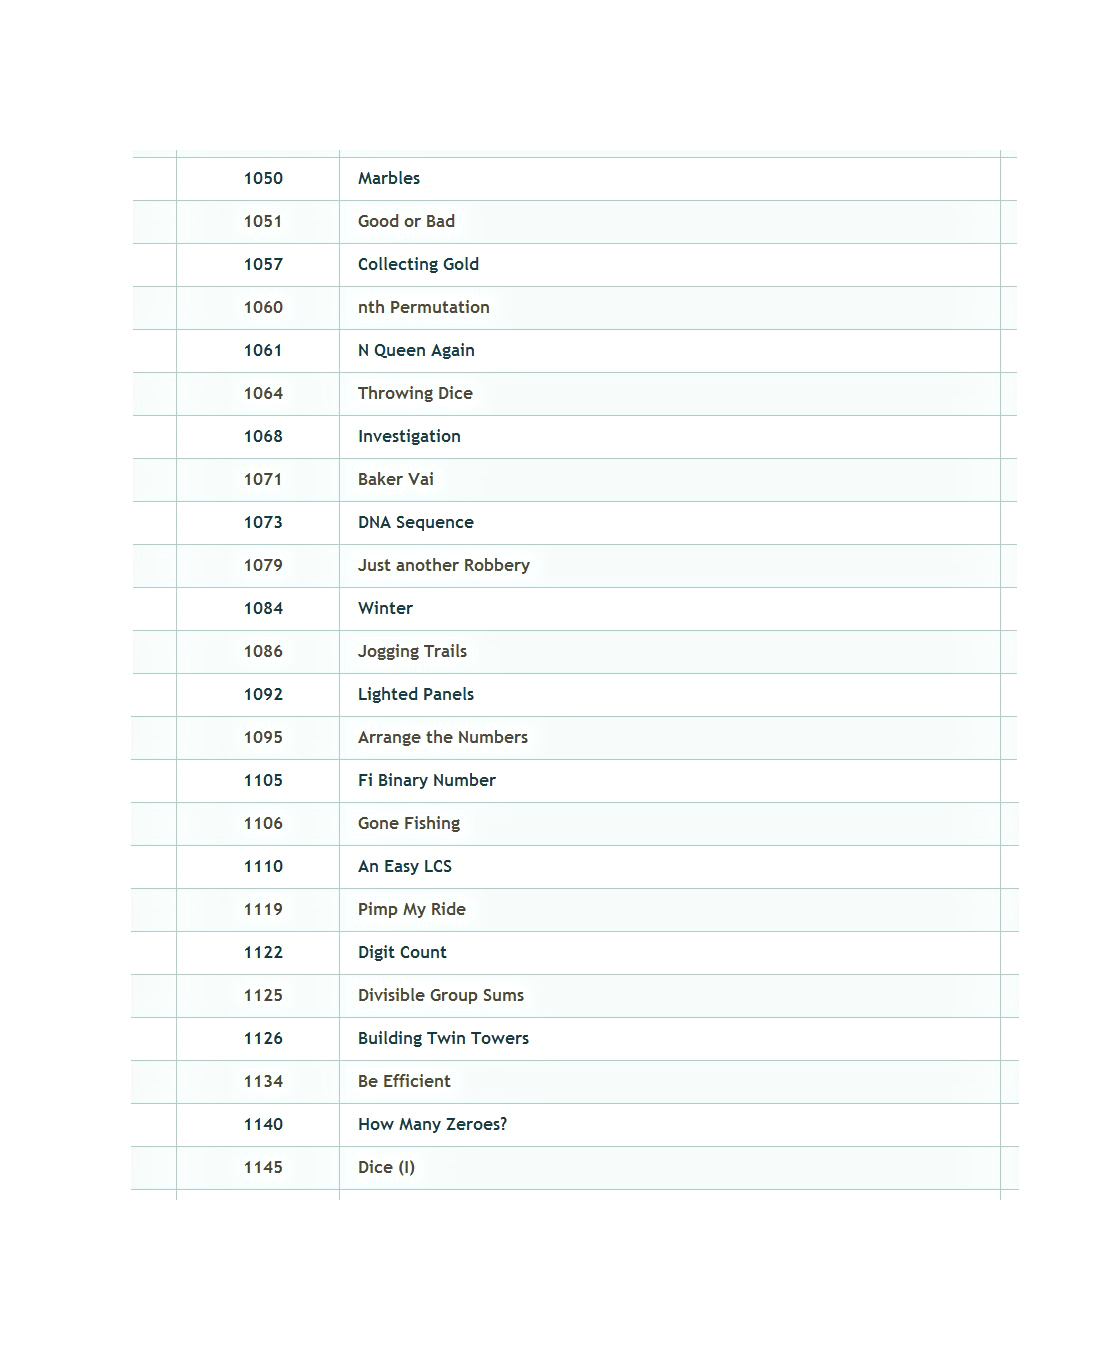 1050 Marbles
1051 Good or Bad
1057 Collecting Gold
1060 nth Permutation
1061 N Queen Again
1064 Throwing Dice
1068 Investigation
1071 Baker Vai
1073 DNA Sequence
1079 Just another Robbery
1084 Winter
1086 Jogging Trails
1092 Lighted Panels
1095 Arrange the Numbers
1105 Fi Binary Number
1106 Gone Fishing
1110 An Easy LCS
1119 Pimp My Ride
1122 Digit Count
1125 Divisible Group Sums
1126 Building Twin Towers
1134 Be Efficient
1140 How Many Zeroes?
1145 Dice (I)